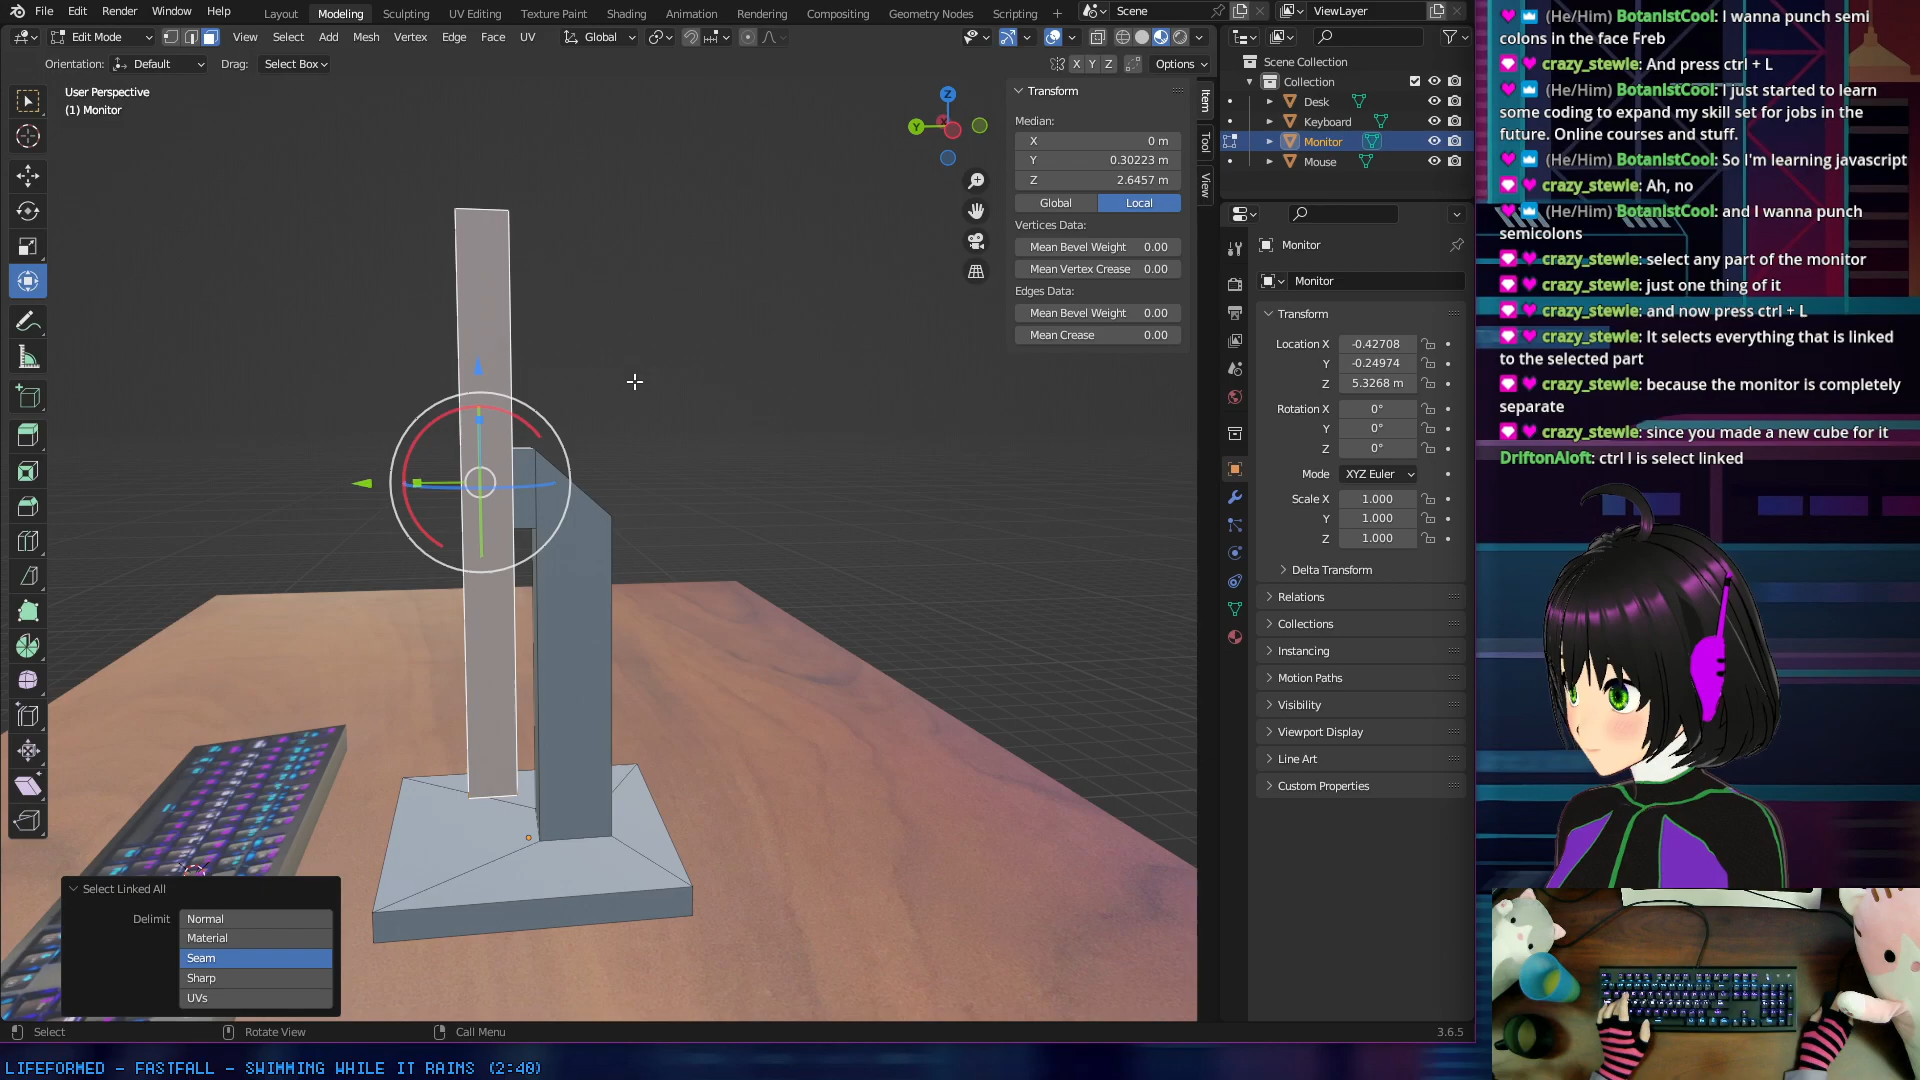 File Edit Render Window Help
Layout Modeling Sculpting UV Editing Texture Paint Shading Animation Rendering Compositing Geometry Nodes Scripting +
Scene
ViewLayer
Edit Mode View Select Add Mesh Vertex Edge Face UV
Global
Orientation: Default Drag: Select Box
X Y Z
Options
User Perspective
(1) Monitor
Z
Y
Transform
Median:
X 0 m
Y 0.30223 m
Z 2.6457 m
Global Local
Vertices Data:
Mean Bevel Weight 0.00
Mean Vertex Crease 0.00
Edges Data:
Mean Bevel Weight 0.00
Mean Crease 0.00
Item
Tool
View
Scene Collection
Collection
Desk
Keyboard
Monitor
Mouse
Monitor
Monitor
Transform
Location X -0.42708
Y -0.24974
Z 5.3268 m
Rotation X 0°
Y 0°
Z 0°
Mode XYZ Euler
Scale X 1.000
Y 1.000
Z 1.000
Delta Transform
Relations
Collections
Instancing
Motion Paths
Visibility
Viewport Display
Line Art
Custom Properties
Select Linked All
Delimit Normal
Material
Seam
Sharp
UVs
Select Rotate View Call Menu
3.6.5
(He/Him) BotanistCool: I wanna punch semi
colons in the face Freb
crazy_stewie: And press ctrl + L
(He/Him) BotanistCool: I just started to learn
some coding to expand my skill set for jobs in the
future. Online courses and stuff.
(He/Him) BotanistCool: So I'm learning javascript
crazy_stewie: Ah, no
(He/Him) BotanistCool: and I wanna punch
semicolons
crazy_stewie: select any part of the monitor
crazy_stewie: just one thing of it
crazy_stewie: and now press ctrl + L
crazy_stewie: It selects everything that is linked
to the selected part
crazy_stewie: because the monitor is completely
separate
crazy_stewie: since you made a new cube for it
DriftonAloft: ctrl l is select linked
LIFEFORMED - FASTFALL - SWIMMING WHILE IT RAINS (2:40)